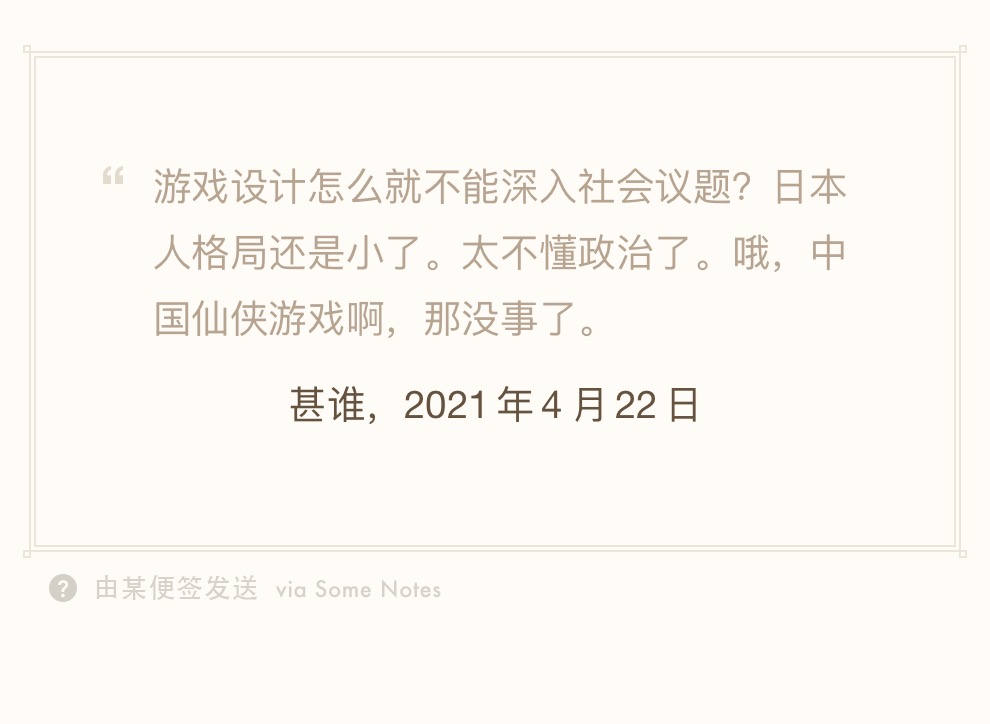 “ 游戏设计怎么就不能深入社会议题？日本
人格局还是小了。太不懂政治了。哦，中
国仙侠游戏啊，那没事了。
甚谁，2021 年 4 月 22 日
? 由某便签发送 via Some Notes